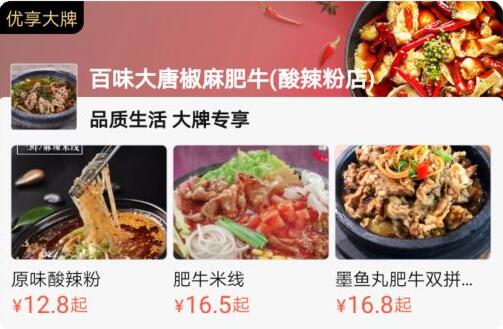 优享大牌
百味大唐椒麻肥牛(酸辣粉店)
品质生活 大牌专享
原味酸辣粉
¥12.8起
肥牛米线
¥16.5起
墨鱼丸肥牛双拼...
¥16.8起